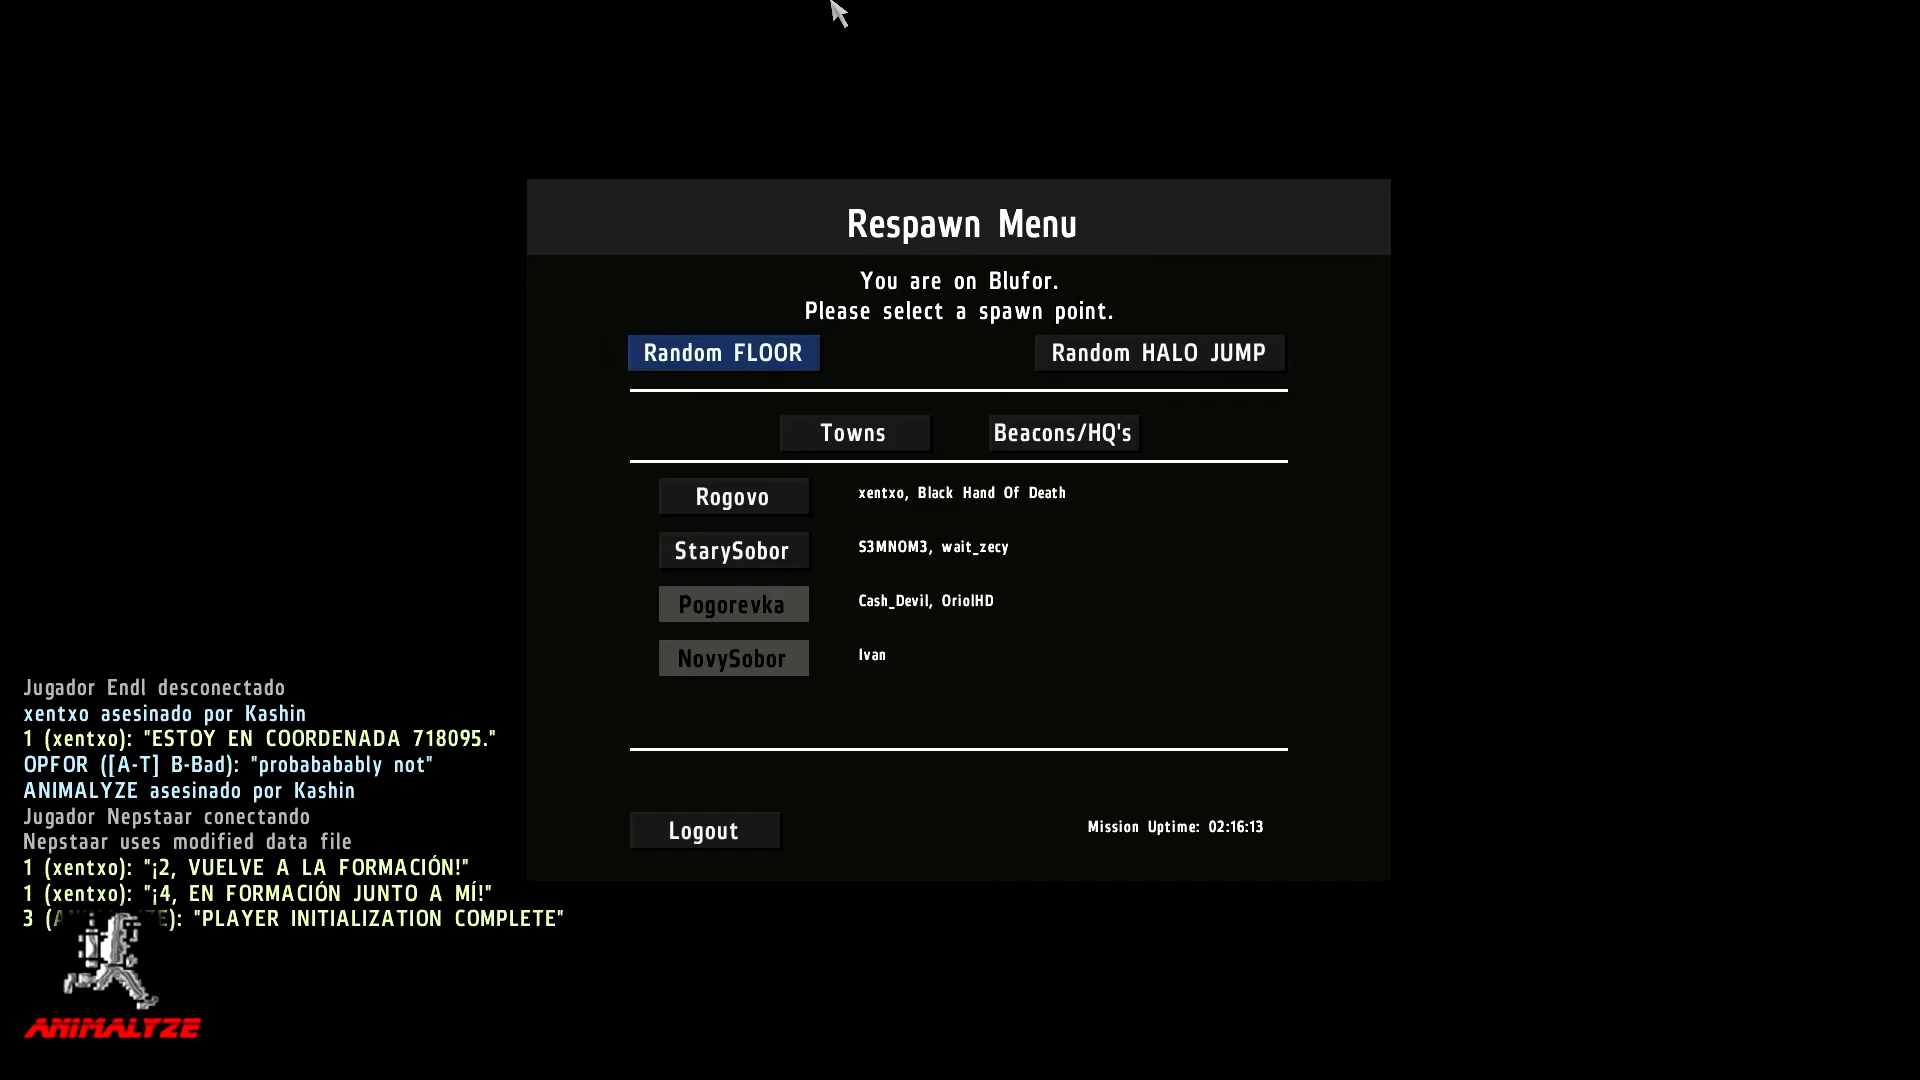 Respawn Menu
You are on Blufor.
Please select a spawn point.
Random FLOOR
Random HALO JUMP
Towns
Beacons/HQ's
Rogovo
xentxo, Black Hand Of Death
StarySobor
S3MNOM3, wait_zecy
Pogorevka
Cash_Devil, OriolHD
NovySobor
Ivan
Logout
Mission Uptime: 02:16:13
Jugador Endl desconectado
xentxo asesinado por Kashin
1 (xentxo): "ESTOY EN COORDENADA 718095."
OPFOR ([A-T] B-Bad): "probabababably not"
ANIMALYZE asesinado por Kashin
Jugador Nepstaar conectando
Nepstaar uses modified data file
1 (xentxo): "¡2, VUELVE A LA FORMACIÓN!"
1 (xentxo): "¡4, EN FORMACIÓN JUNTO A MÍ!"
3 (ANIMALYZE): "PLAYER INITIALIZATION COMPLETE"
ANIMALYZE